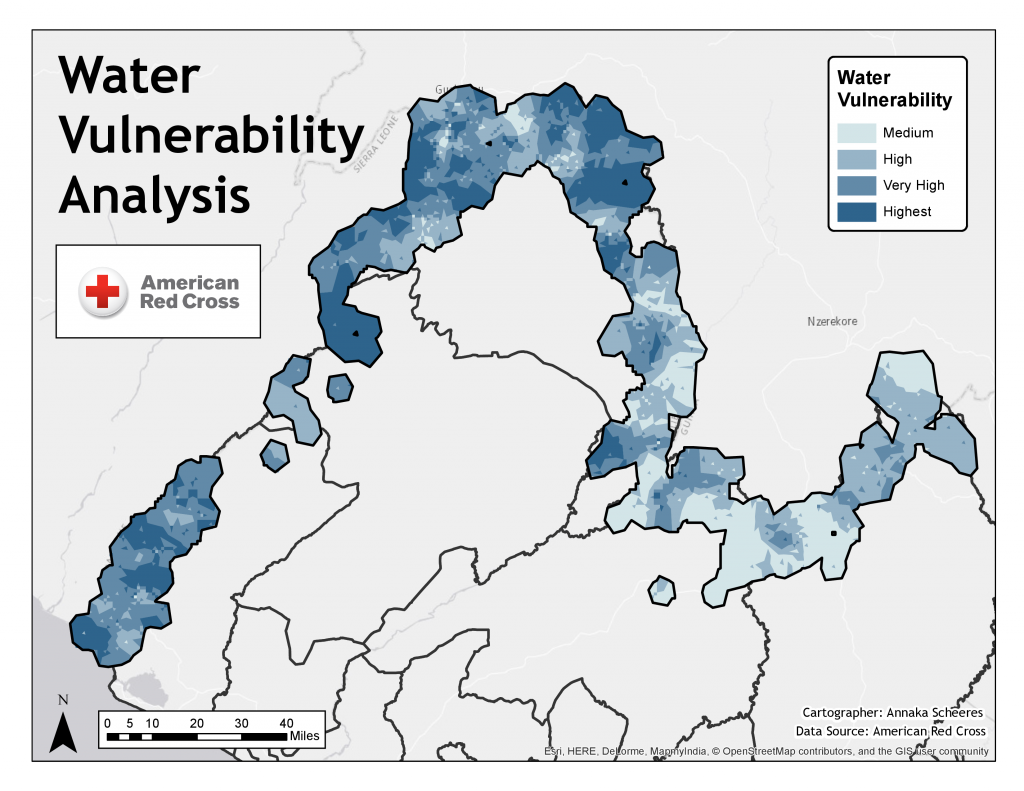 Water
Vulnerability
Analysis
American
Red Cross
Water
Vulnerability
Medium
High
Very High
Highest
SIERRA LEONE
Nzerekore
N
0 5 10 20 30 40
Miles
Cartographer: Annaka Scheeres
Data Source: American Red Cross
Esri, HERE, DeLorme, MapmyIndia, © OpenStreetMap contributors, and the GIS user community